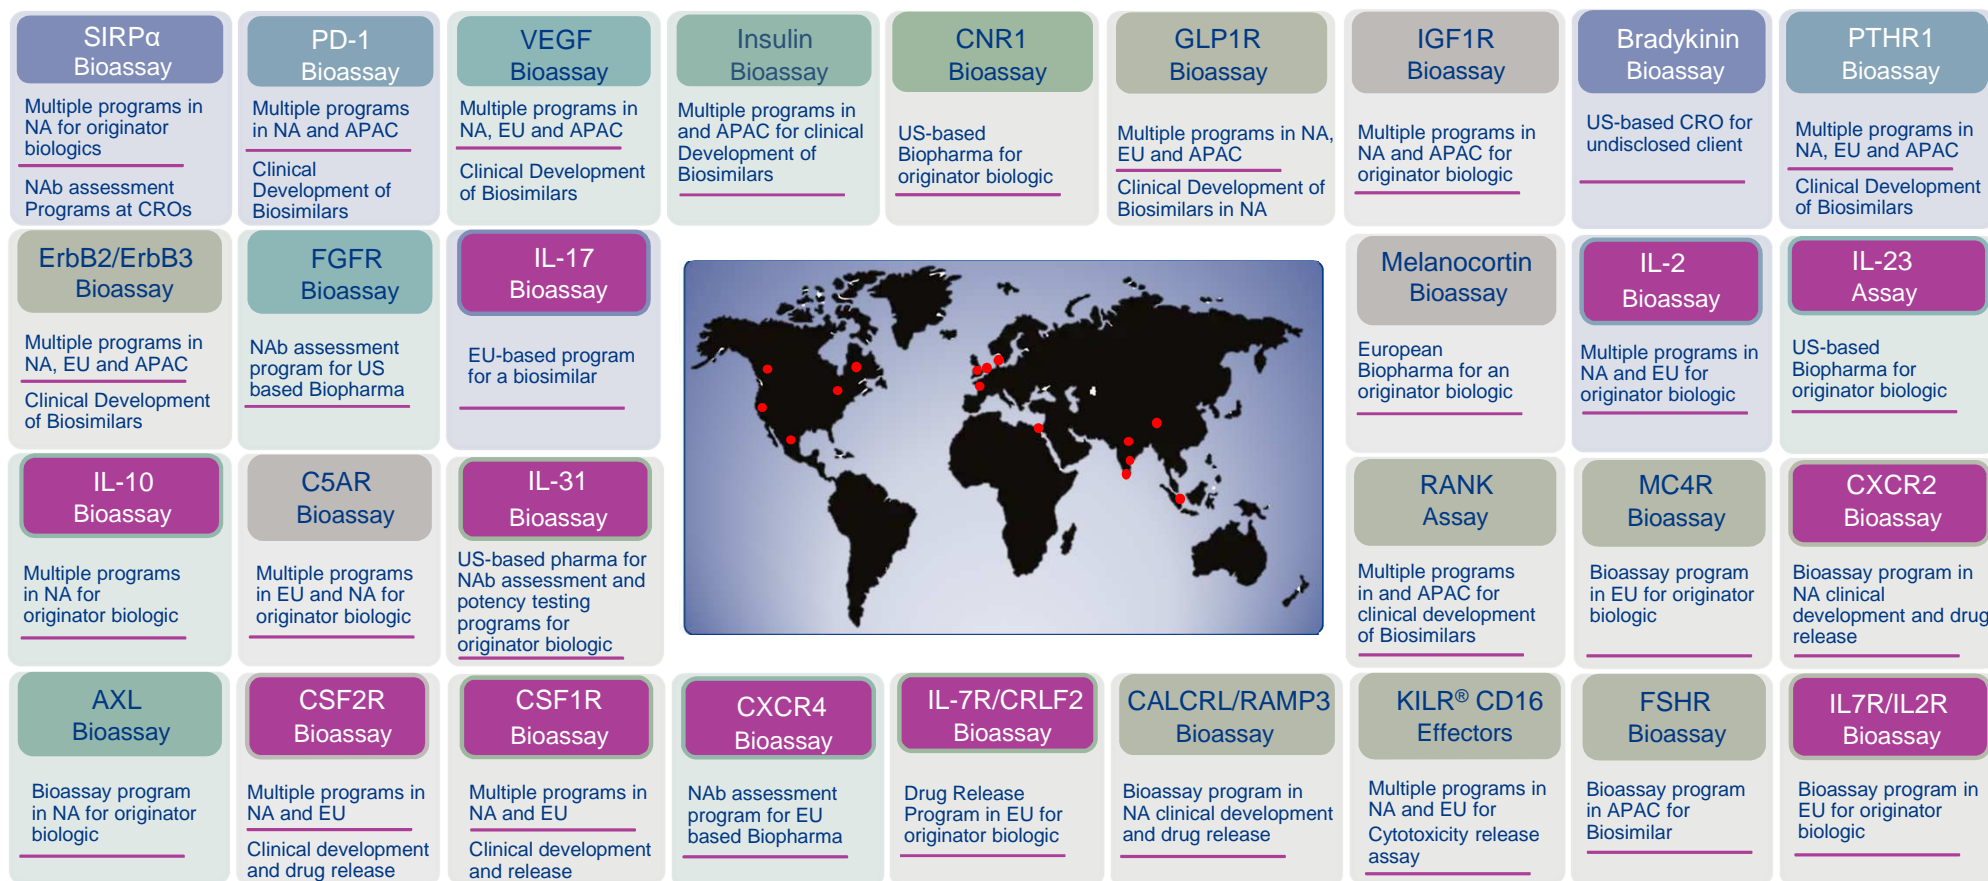 SIRPα
Bioassay
Multiple programs in
NA for originator
biologics
NAb assessment
Programs at CROs
PD-1
Bioassay
Multiple programs
in NA and APAC
Clinical
Development of
Biosimilars
VEGF
Bioassay
Multiple programs in
NA, EU and APAC
Clinical Development
of Biosimilars
Insulin
Bioassay
Multiple programs in
and APAC for clinical
Development of
Biosimilars
CNR1
Bioassay
US-based
Biopharma for
originator biologic
GLP1R
Bioassay
Multiple programs in NA,
EU and APAC
Clinical Development of
Biosimilars in NA
IGF1R
Bioassay
Multiple programs in
NA and APAC for
originator biologic
Bradykinin
Bioassay
US-based CRO for
undisclosed client
PTHR1
Bioassay
Multiple programs in
NA, EU and APAC
Clinical Development
of Biosimilars
ErbB2/ErbB3
Bioassay
Multiple programs in
NA, EU and APAC
Clinical Development
of Biosimilars
FGFR
Bioassay
NAb assessment
program for US
based Biopharma
IL-17
Bioassay
EU-based program
for a biosimilar
Melanocortin
Bioassay
European
Biopharma for an
originator biologic
IL-2
Bioassay
Multiple programs in
NA and EU for
originator biologic
IL-23
Assay
US-based
Biopharma for
originator biologic
IL-10
Bioassay
Multiple programs
in NA for
originator biologic
C5AR
Bioassay
Multiple programs
in EU and NA for
originator biologic
IL-31
Bioassay
US-based pharma for
NAb assessment and
potency testing
programs for
originator biologic
RANK
Assay
Multiple programs
in and APAC for
clinical development
of Biosimilars
MC4R
Bioassay
Bioassay program
in EU for originator
biologic
CXCR2
Bioassay
Bioassay program in
NA clinical
development and drug
release
AXL
Bioassay
Bioassay program
in NA for originator
biologic
CSF2R
Bioassay
Multiple programs in
NA and EU
Clinical development
and drug release
CSF1R
Bioassay
Multiple programs in
NA and EU
Clinical development
and release
CXCR4
Bioassay
NAb assessment
program for EU
based Biopharma
IL-7R/CRLF2
Bioassay
Drug Release
Program in EU for
originator biologic
CALCRL/RAMP3
Bioassay
Bioassay program in
NA clinical development
and drug release
KILR® CD16
Effectors
Multiple programs in
NA and EU for
Cytotoxicity release
assay
FSHR
Bioassay
Bioassay program
in APAC for
Biosimilar
IL7R/IL2R
Bioassay
Bioassay program in
EU for originator
biologic